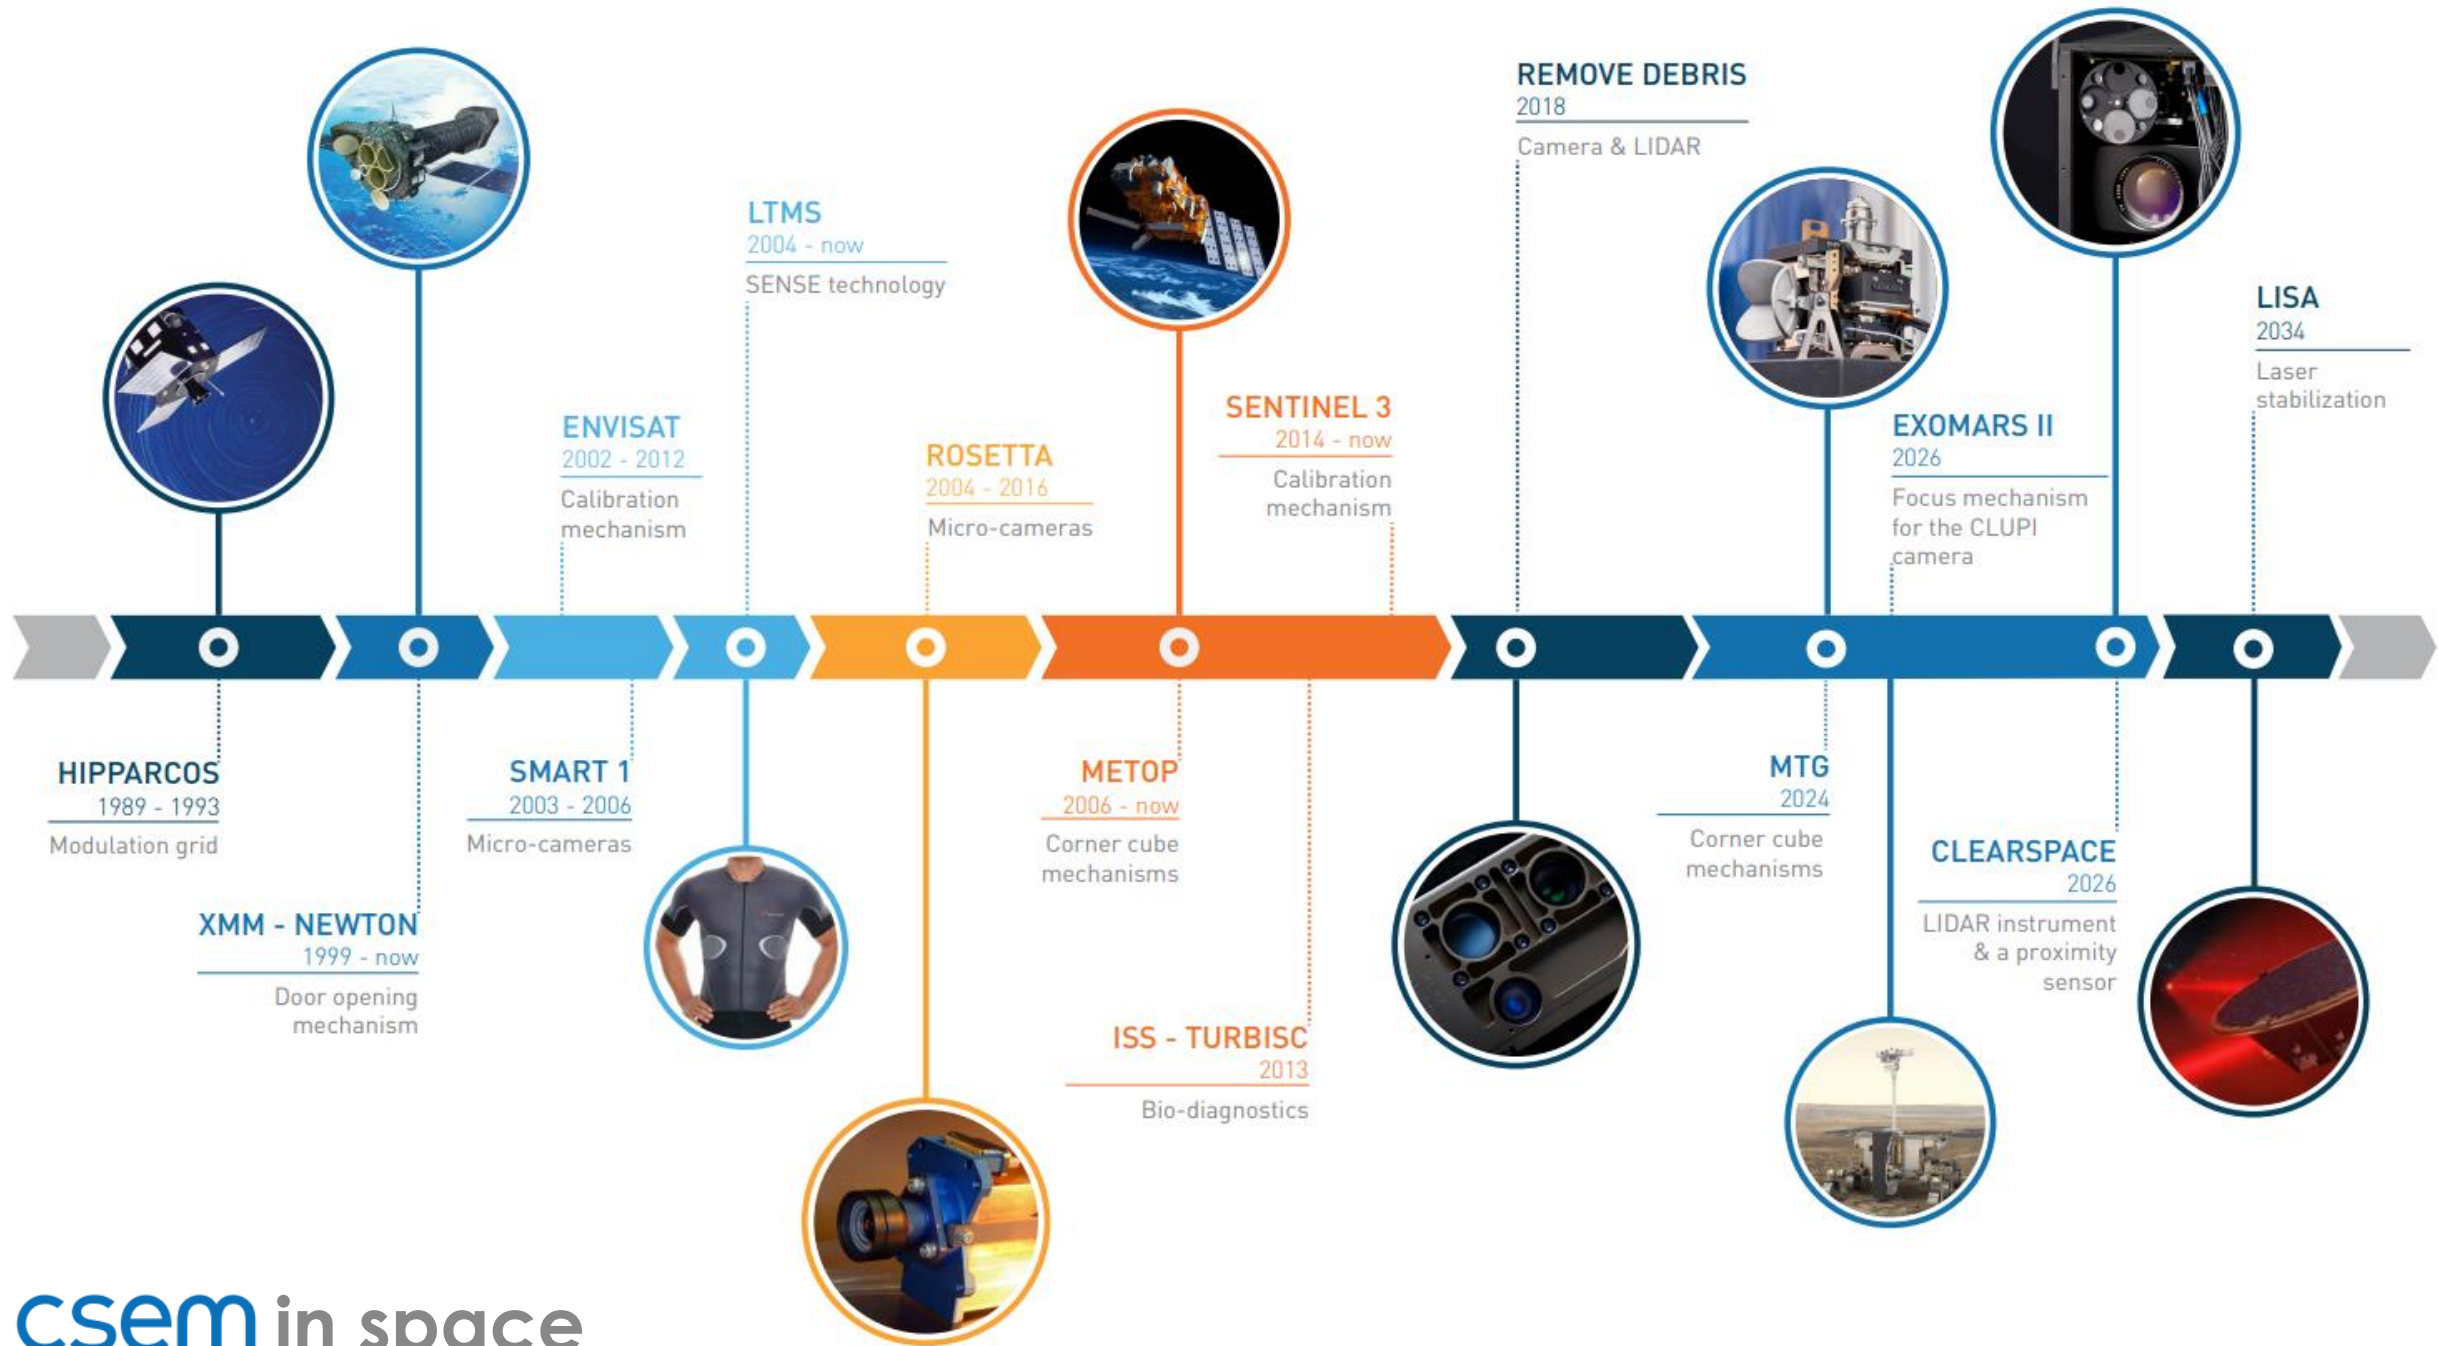 HIPPARCOS
1989 - 1993
Modulation grid
XMM - NEWTON
1999 - now
Door opening
mechanism
ENVISAT
2002 - 2012
Calibration
mechanism
SMART 1
2003 - 2006
Micro-cameras
LTMS
2004 - now
SENSE technology
ROSETTA
2004 - 2016
Micro-cameras
METOP
2006 - now
Corner cube
mechanisms
ISS - TURBISC
2013
Bio-diagnostics
SENTINEL 3
2014 - now
Calibration
mechanism
REMOVE DEBRIS
2018
Camera & LIDAR
MTG
2024
Corner cube
mechanisms
EXOMARS II
2026
Focus mechanism
for the CLUPI
camera
CLEARSPACE
2026
LIDAR instrument
& a proximity
sensor
LISA
2034
Laser
stabilization
csem in space